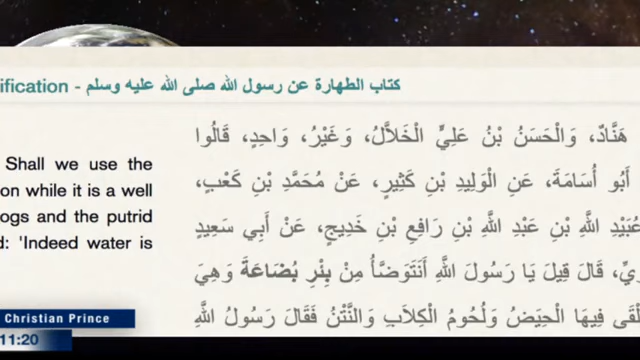 ification - كتاب الطهارة عن رسول الله صلى الله عليه وسلم
Shall we use the
on while it is a well
ogs and the putrid
d: 'Indeed water is
هَنَّادٌ، وَالْحَسَنُ بْنُ عَلِيٍّ الْخَلاَّلُ، وَغَيْرُ، وَاحِدٍ، قَالُوا
أَبُو أُسَامَةَ، عَنِ الْوَلِيدِ بْنِ كَثِيرٍ، عَنْ مُحَمَّدِ بْنِ كَعْبٍ،
عُبَيْدِ اللَّهِ بْنِ عَبْدِ اللَّهِ بْنِ رَافِعِ بْنِ خَدِيجٍ، عَنْ أَبِي سَعِيدٍ
رِيِّ، قَالَ قِيلَ يَا رَسُولَ اللَّهِ أَنَتَوَضَّأُ مِنْ بِئْرِ بُضَاعَةَ وَهِيَ
لْقَى فِيهَا الْحِيَضُ وَلُحُومُ الْكِلاَبِ وَالنَّتْنُ فَقَالَ رَسُولُ اللَّهِ
Christian Prince
11:20